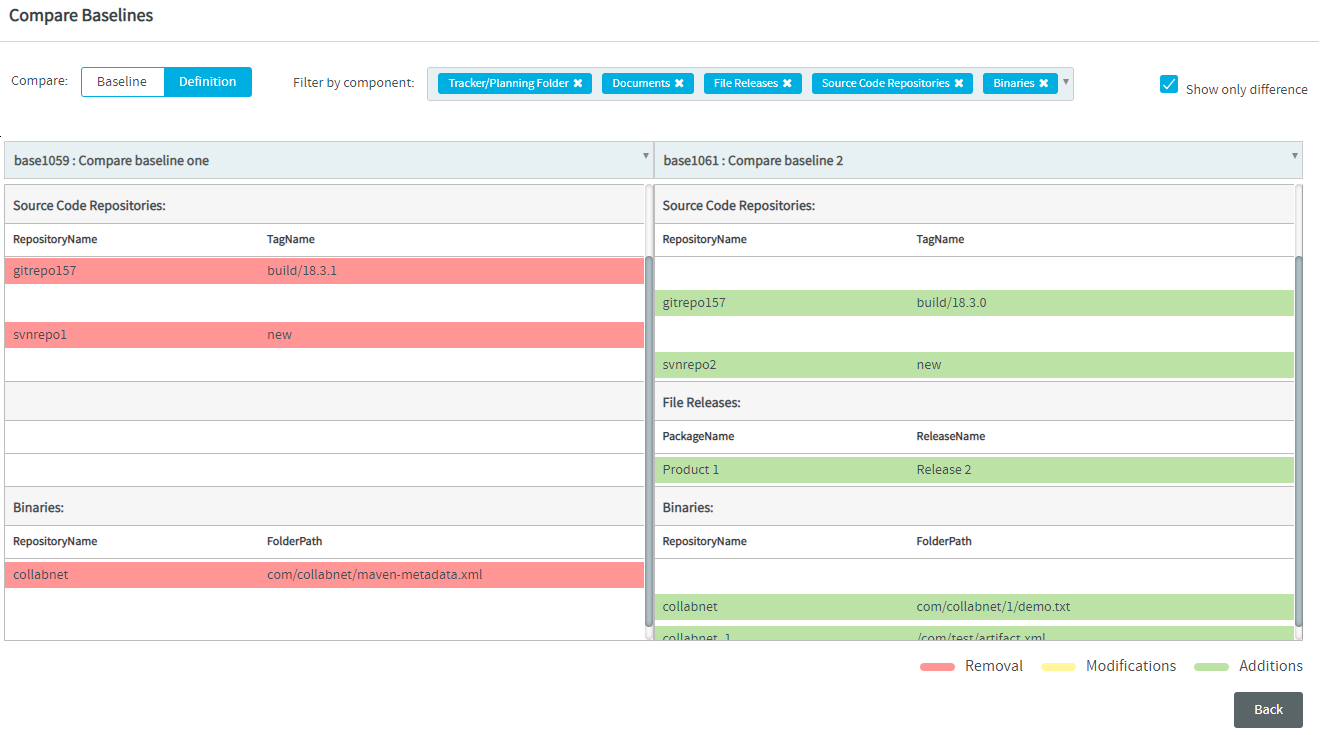 Compare Baselines
Compare: Baseline Definition Filter by component: Tracker/Planning Folder ✖ Documents ✖ File Releases ✖ Source Code Repositories ✖ Binaries ✖ Show only difference
base1059 : Compare baseline one
Source Code Repositories:
RepositoryName TagName
gitrepo157 build/18.3.1
svnrepo1 new
Binaries:
RepositoryName FolderPath
collabnet com/collabnet/maven-metadata.xml
base1061 : Compare baseline 2
Source Code Repositories:
RepositoryName TagName
gitrepo157 build/18.3.0
svnrepo2 new
File Releases:
PackageName ReleaseName
Product 1 Release 2
Binaries:
RepositoryName FolderPath
collabnet com/collabnet/1/demo.txt
collabnet_1 /com/test/artifact.xml
Removal Modifications Additions
Back